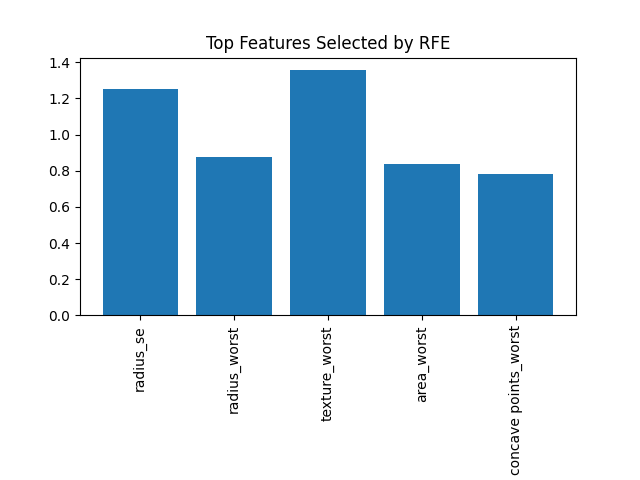 Top Features Selected by RFE
1.4
1.2
1.0
0.8
0.6
0.4
0.2
0.0
radius_se
radius_worst
texture_worst
area_worst
concave points_worst